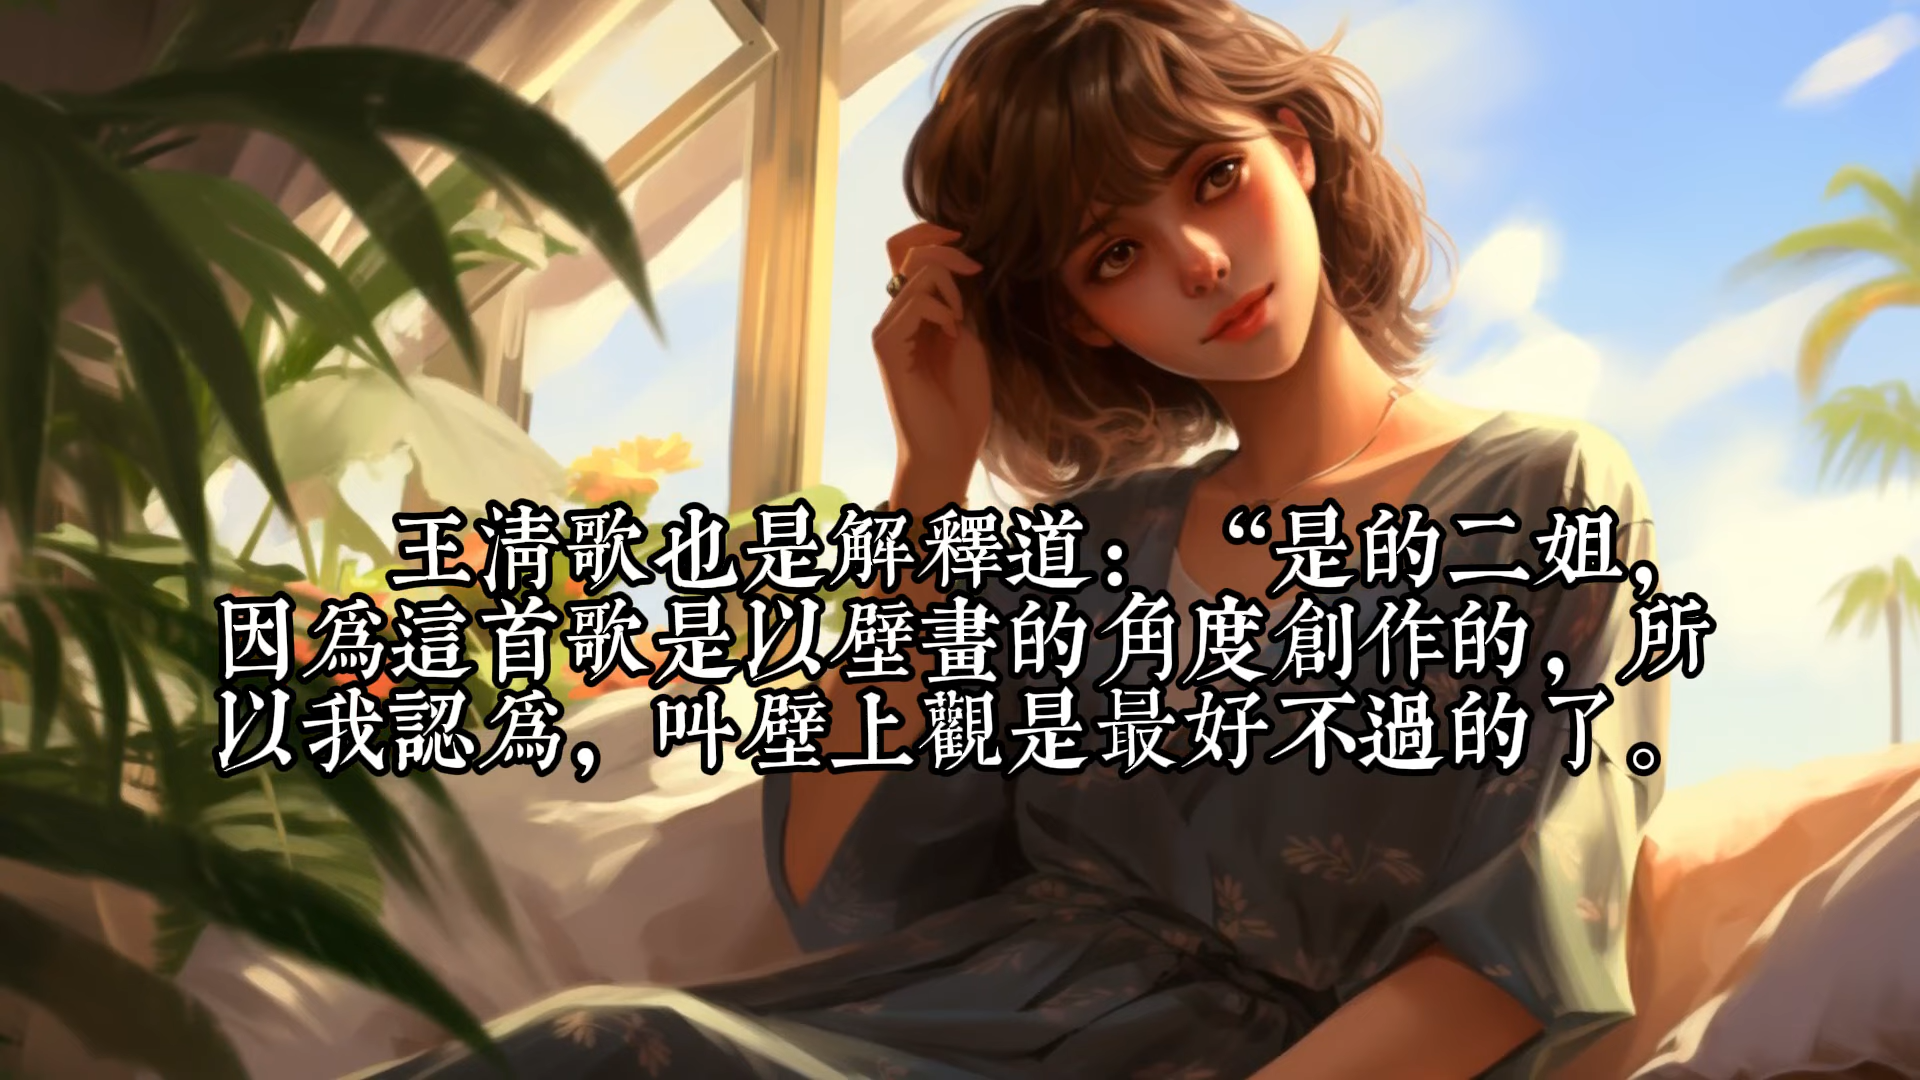 王清歌也是解釋道：“是的二姐，
因爲這首歌是以壁畫的角度創作的，所
以我認爲，叫壁上觀是最好不過的了。